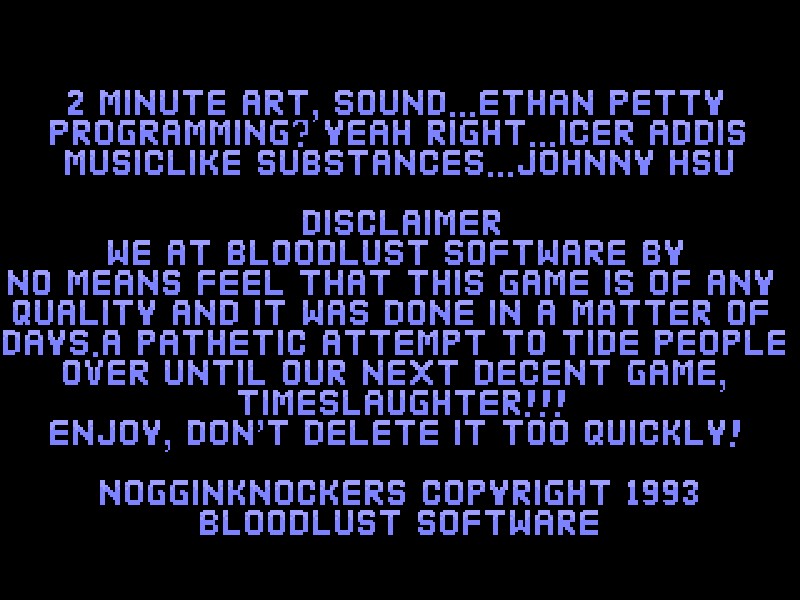 2 MINUTE ART, SOUND...ETHAN PETTY
PROGRAMMING? YEAH RIGHT...ICER ADDIS
MUSICLIKE SUBSTANCES...JOHNNY HSU
DISCLAIMER
WE AT BLOODLUST SOFTWARE BY
NO MEANS FEEL THAT THIS GAME IS OF ANY
QUALITY AND IT WAS DONE IN A MATTER OF
DAYS.A PATHETIC ATTEMPT TO TIDE PEOPLE
OVER UNTIL OUR NEXT DECENT GAME,
TIMESLAUGHTER!!!
ENJOY, DON'T DELETE IT TOO QUICKLY!
NOGGINKNOCKERS COPYRIGHT 1993
BLOODLUST SOFTWARE